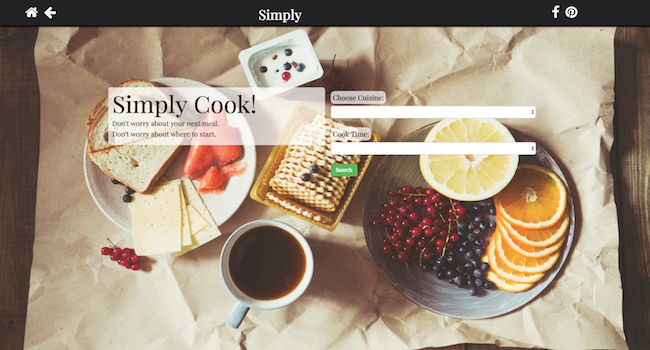 Simply
Simply Cook!
Don't worry about your next meal.
Don't worry about where to start.
Choose Cuisine:
Cook Time:
Search